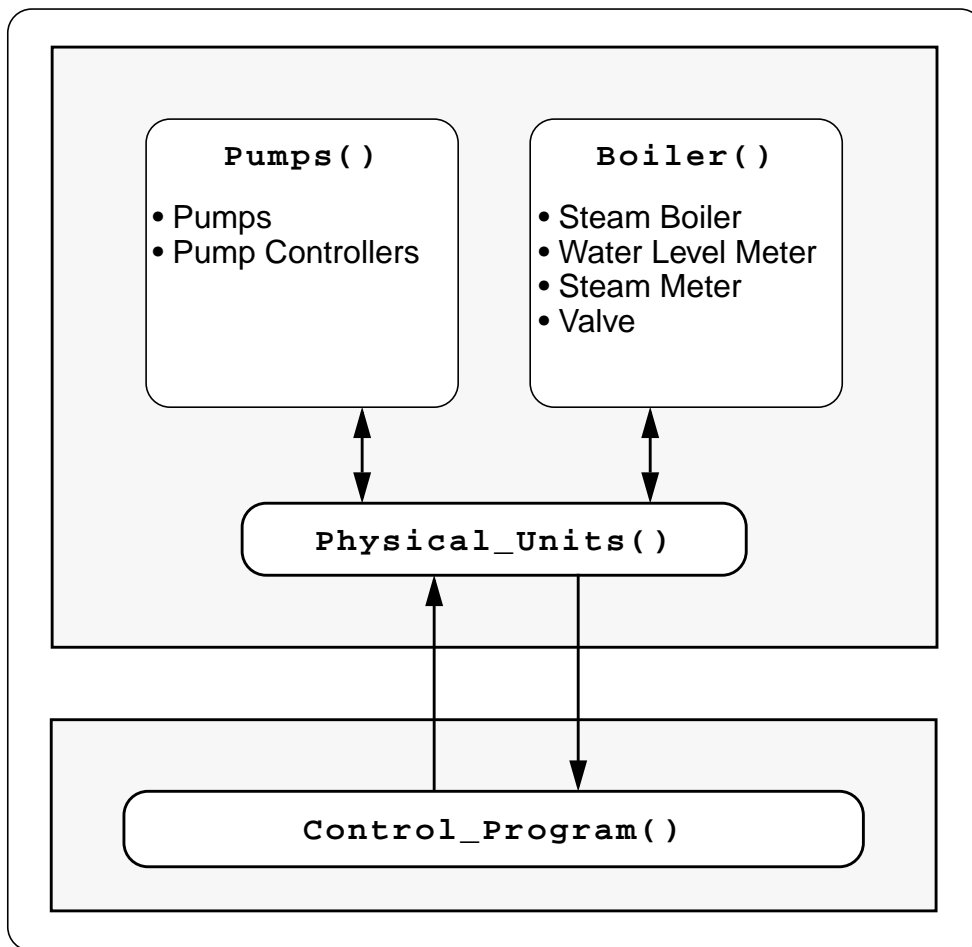 Pumps()
• Pumps
• Pump Controllers
Boiler()
• Steam Boiler
• Water Level Meter
• Steam Meter
• Valve
Physical_Units()
Control_Program()